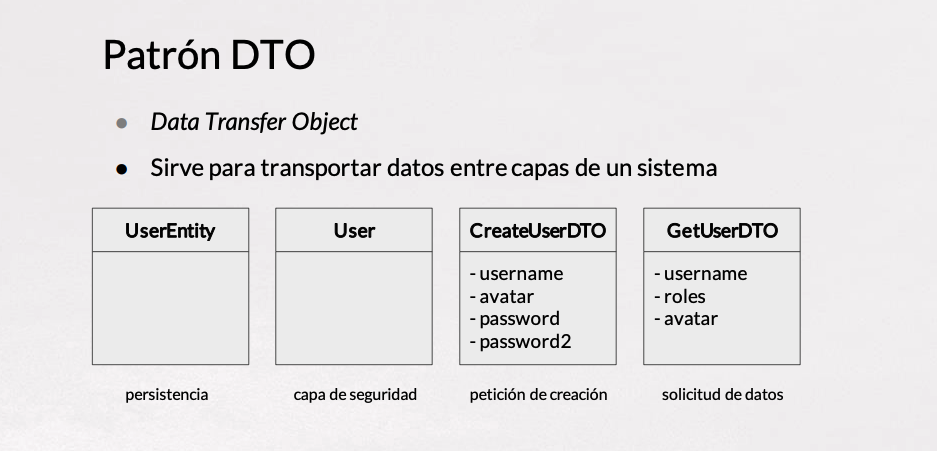 Patrón DTO
● Data Transfer Object
● Sirve para transportar datos entre capas de un sistema
UserEntity
User
CreateUserDTO
- username
- avatar
- password
- password2
GetUserDTO
- username
- roles
- avatar
persistencia
capa de seguridad
petición de creación
solicitud de datos